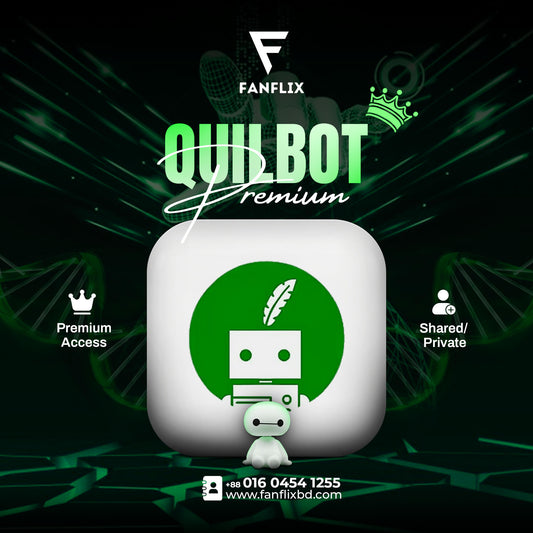 FANFLIX
QUILBOT
Premium
Premium
Access
Shared/
Private
+88 016 0454 1255
www.fanflixbd.com